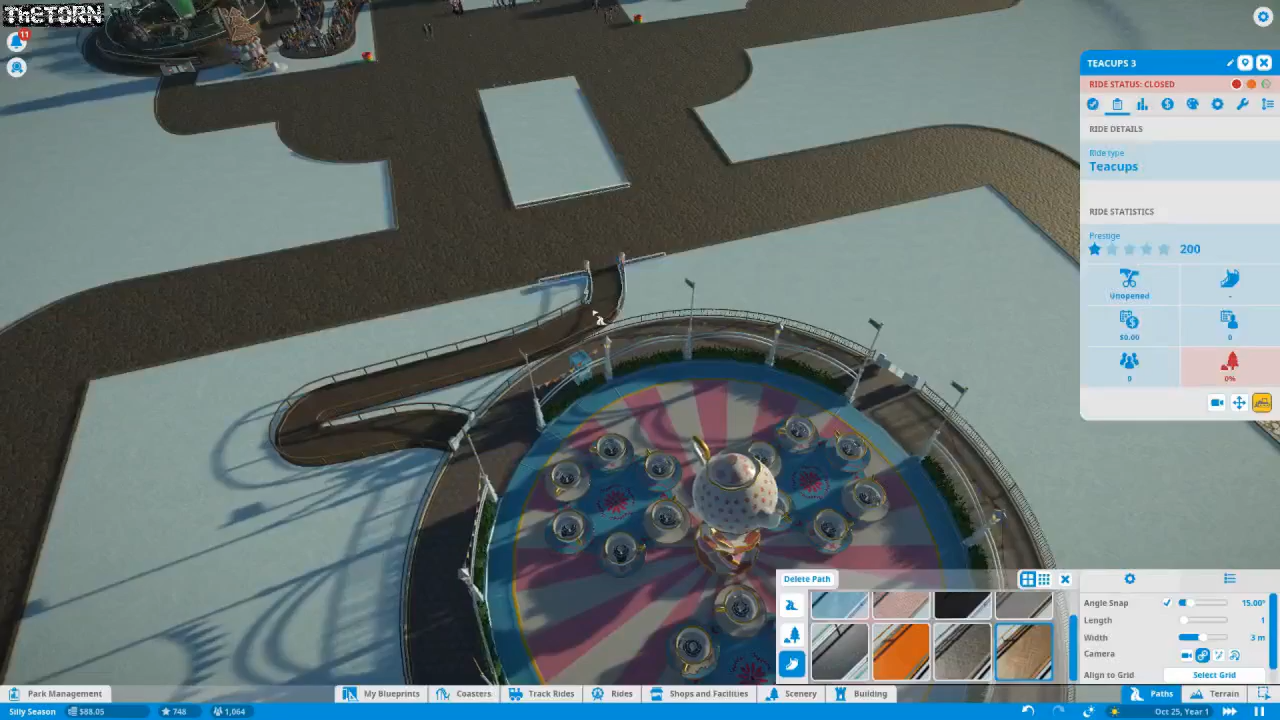 THETORN
11
TEACUPS 3
RIDE STATUS: CLOSED
RIDE DETAILS
Ride type
Teacups
RIDE STATISTICS
Prestige
200
Unopened
-
$0.00
0
0
0%
Delete Path
Angle Snap
15.00°
Length
1
Width
3 m
Camera
Align to Grid
Select Grid
Park Management
My Blueprints
Coasters
Track Rides
Rides
Shops and Facilities
Scenery
Building
Paths
Terrain
Silly Season
$88.05
748
1,064
Oct 25, Year 1